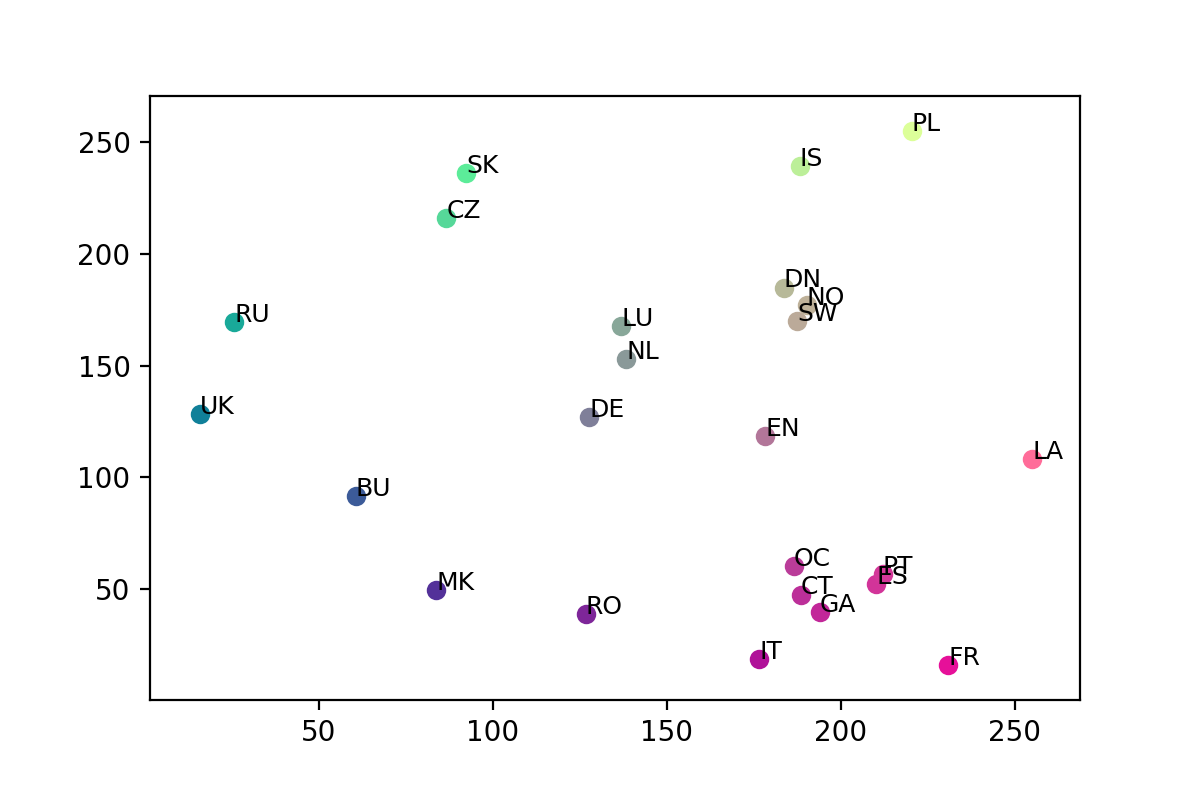 250
200
150
100
50
PL
IS
SK
CZ
DN
NO
SW
RU
LU
NL
UK
DE
EN
LA
BU
OC
PT
ES
MK
CT
GA
RO
IT
FR
50 100 150 200 250